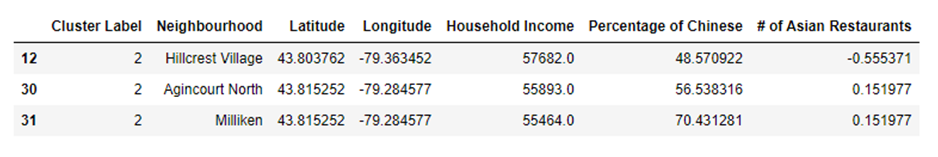 Cluster Label Neighbourhood Latitude Longitude Household Income Percentage of Chinese # of Asian Restaurants
12 2 Hillcrest Village 43.803762 -79.363452 57682.0 48.570922 -0.555371
30 2 Agincourt North 43.815252 -79.284577 55893.0 56.538316 0.151977
31 2 Milliken 43.815252 -79.284577 55464.0 70.431281 0.151977